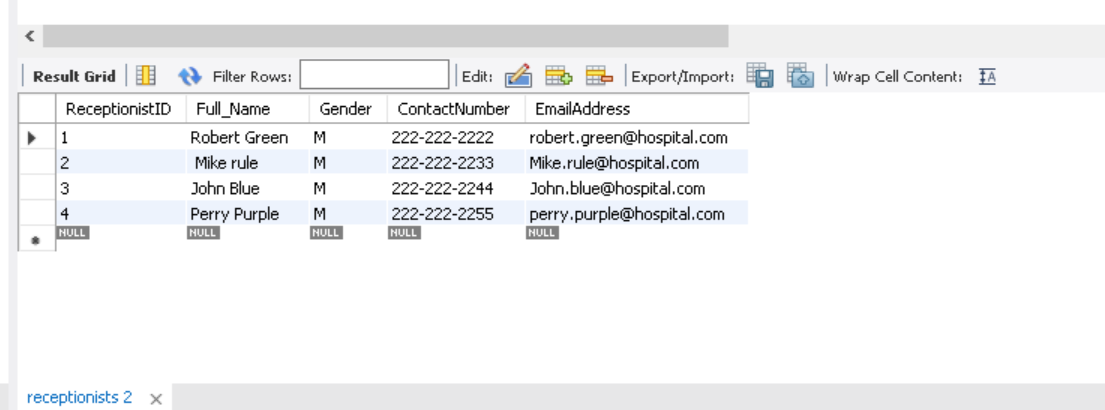 Result Grid Filter Rows: Edit: Export/Import: Wrap Cell Content: IA
ReceptionistID Full_Name Gender ContactNumber EmailAddress
1 Robert Green M 222-222-2222 robert.green@hospital.com
2 Mike rule M 222-222-2233 Mike.rule@hospital.com
3 John Blue M 222-222-2244 John.blue@hospital.com
4 Perry Purple M 222-222-2255 perry.purple@hospital.com
NULL NULL NULL NULL NULL
receptionists 2